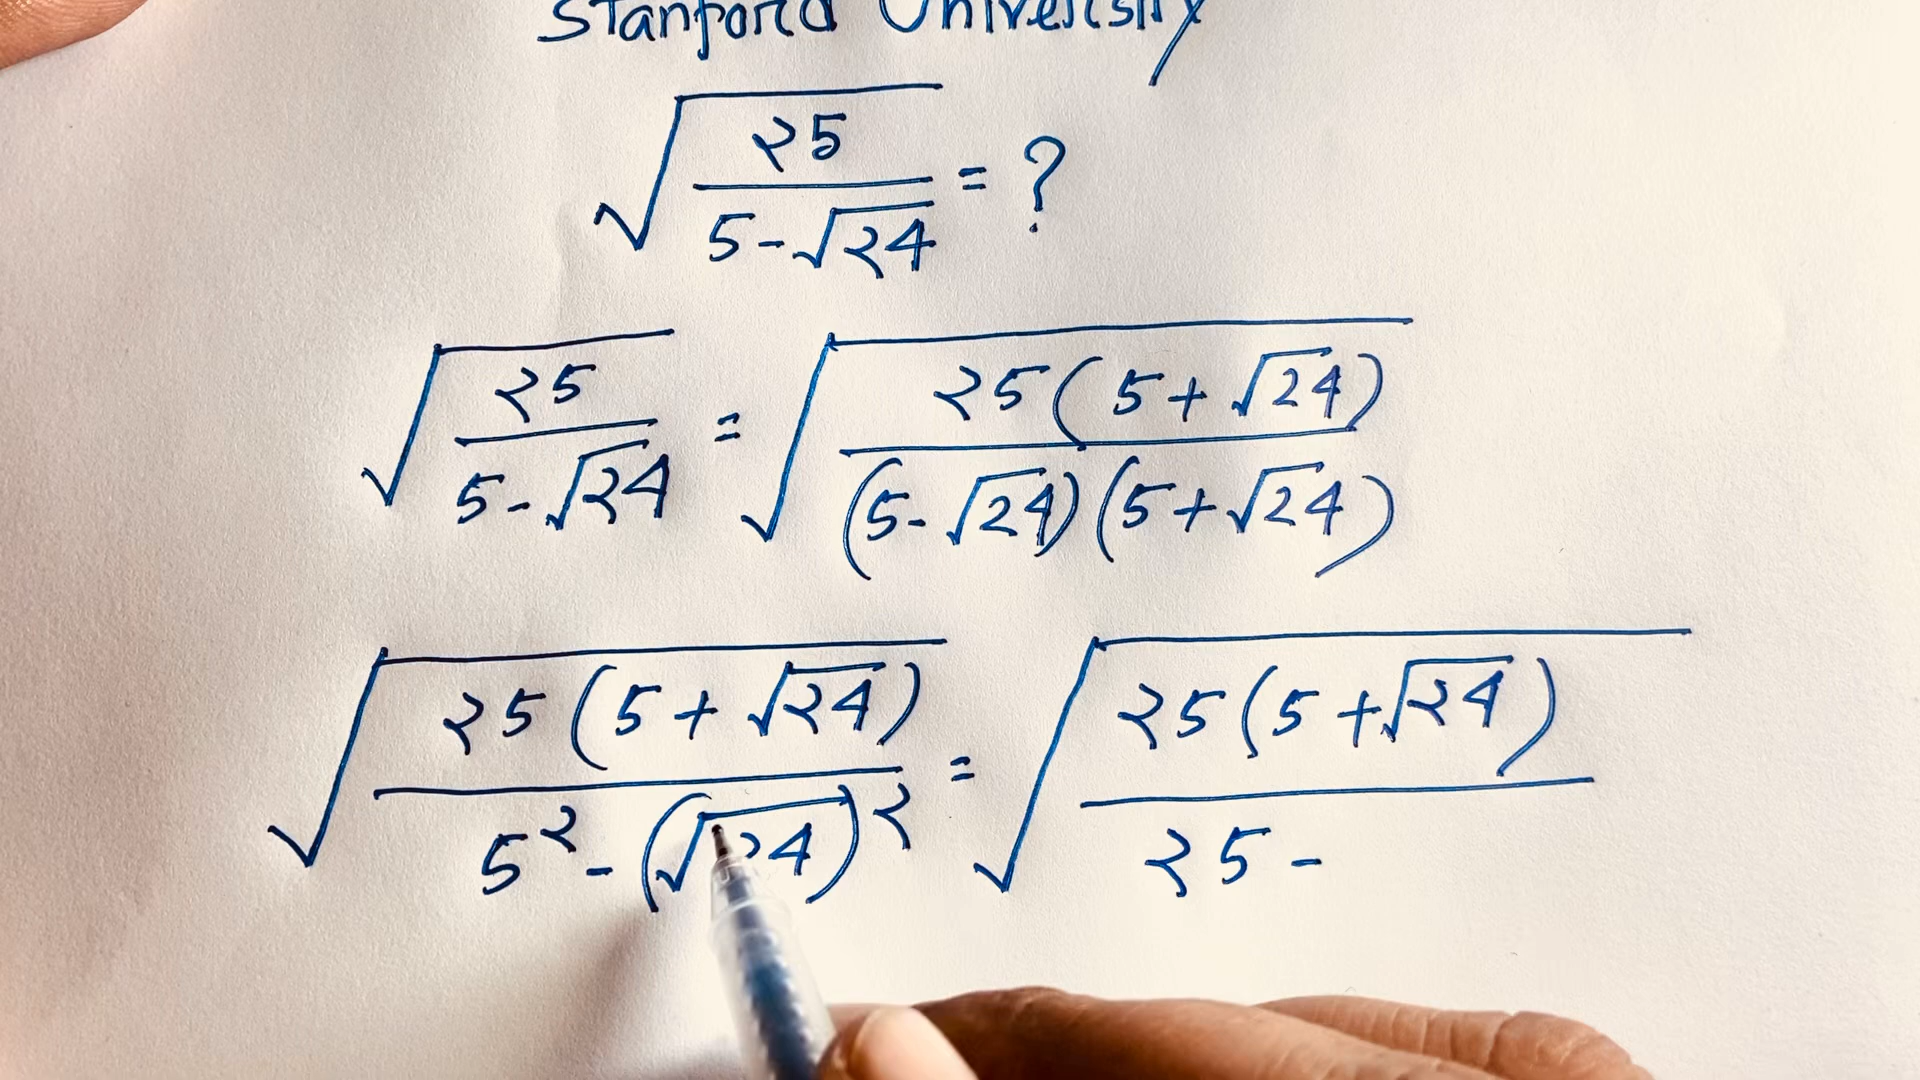 Stanford University
√(25/(5-√24)) = ?
√(25/(5-√24)) = √(25(5+√24)/((5-√24)(5+√24)))
√(25(5+√24)/(5²-(√24)²)) = √(25(5+√24)/(25-